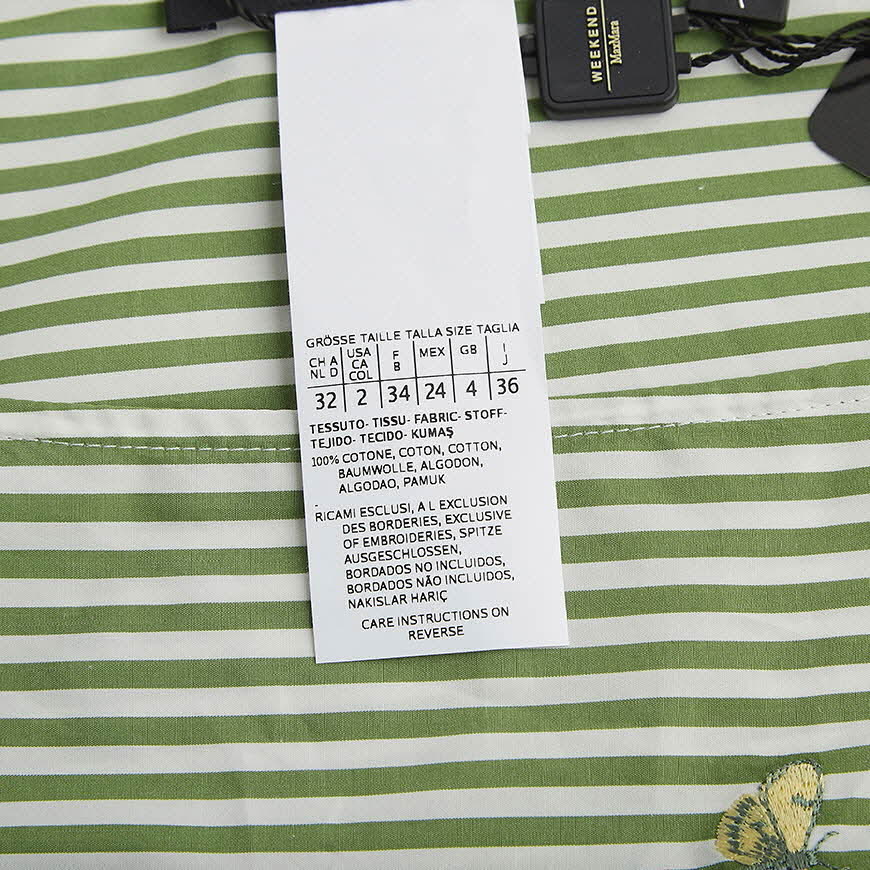 WEEKEND
MaxMara
GRÖSSE TAILLE TALLA SIZE TAGLIA
CH A NL D USA CA COL F B MEX GB I J
32 2 34 24 4 36
TESSUTO- TISSU- FABRIC- STOFF-
TEJIDO- TECIDO- KUMAŞ
100% COTONE, COTON, COTTON,
BAUMWOLLE, ALGODON,
ALGODAO, PAMUK
RICAMI ESCLUSI, A L EXCLUSION
DES BORDERIES, EXCLUSIVE
OF EMBOIDERIES, SPITZE
AUSGESCHLOSSEN,
BORDADOS NO INCLUIDOS,
BORDADOS NÃO INCLUIDOS,
NAKISLAR HARIÇ
CARE INSTRUCTIONS ON
REVERSE